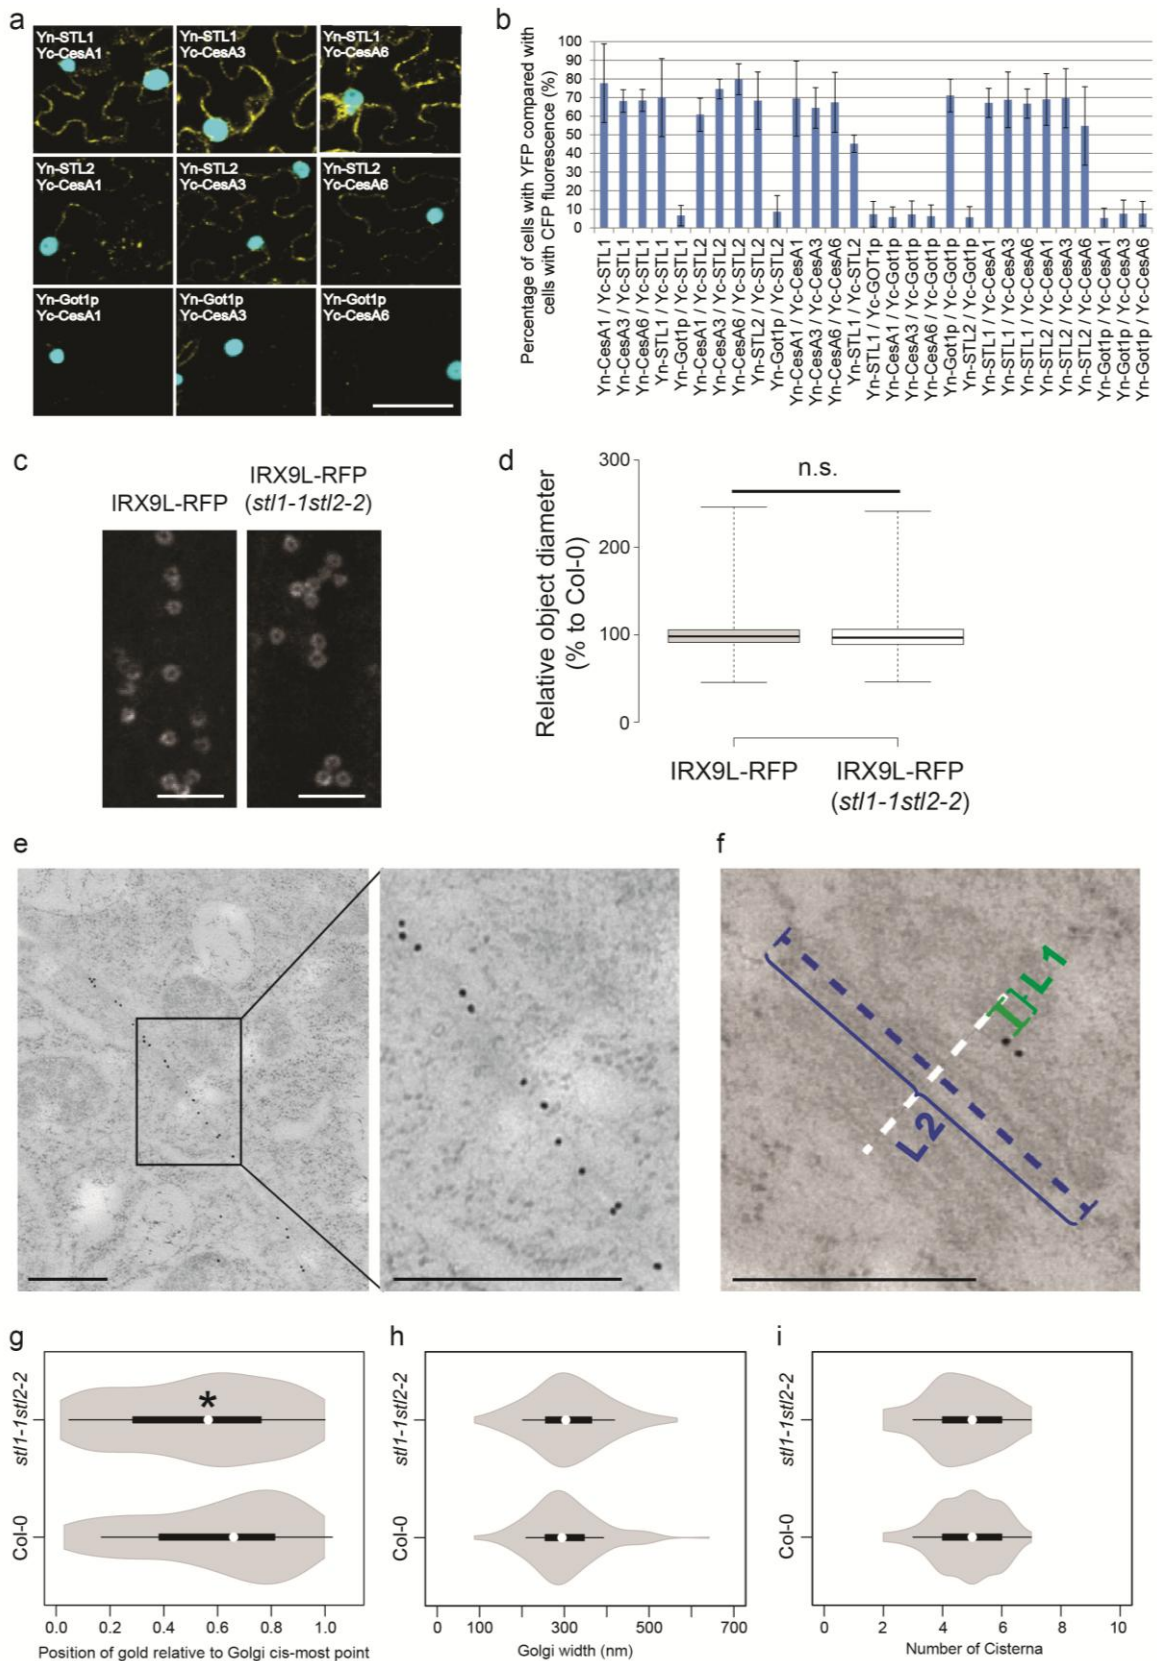 a
Yn-STL1
Yc-CesA1
Yn-STL1
Yc-CesA3
Yn-STL1
Yc-CesA6
Yn-STL2
Yc-CesA1
Yn-STL2
Yc-CesA3
Yn-STL2
Yc-CesA6
Yn-Got1p
Yc-CesA1
Yn-Got1p
Yc-CesA3
Yn-Got1p
Yc-CesA6
b
Percentage of cells with YFP compared with
cells with CFP fluorescence (%)
100
90
80
70
60
50
40
30
20
10
0
Yn-CesA1 / Yc-STL1
Yn-CesA3 / Yc-STL1
Yn-CesA6 / Yc-STL1
Yn-STL1 / Yc-STL1
Yn-Got1p / Yc-STL1
Yn-CesA1 / Yc-STL2
Yn-CesA3 / Yc-STL2
Yn-CesA6 / Yc-STL2
Yn-STL2 / Yc-STL2
Yn-Got1p / Yc-STL2
Yn-CesA1 / Yc-CesA1
Yn-CesA3 / Yc-CesA3
Yn-CesA6 / Yc-CesA6
Yn-STL1 / Yc-STL2
Yn-STL1 / Yc-GOT1p
Yn-CesA1 / Yc-Got1p
Yn-CesA3 / Yc-Got1p
Yn-CesA6 / Yc-Got1p
Yn-Got1p / Yc-Got1p
Yn-STL2 / Yc-Got1p
Yn-STL1 / Yc-CesA1
Yn-STL1 / Yc-CesA3
Yn-STL1 / Yc-CesA6
Yn-STL2 / Yc-CesA1
Yn-STL2 / Yc-CesA3
Yn-STL2 / Yc-CesA6
Yn-Got1p / Yc-CesA1
Yn-Got1p / Yc-CesA3
Yn-Got1p / Yc-CesA6
c
IRX9L-RFP
IRX9L-RFP
(stl1-1stl2-2)
d
Relative object diameter
(% to Col-0)
300
200
100
0
n.s.
IRX9L-RFP
IRX9L-RFP
(stl1-1stl2-2)
e
f
L1
L2
g
stl1-1stl2-2
Col-0
*
0.0 0.2 0.4 0.6 0.8 1.0
Position of gold relative to Golgi cis-most point
h
stl1-1stl2-2
Col-0
0 100 300 500 700
Golgi width (nm)
i
stl1-1stl2-2
Col-0
0 2 4 6 8 10
Number of Cisterna